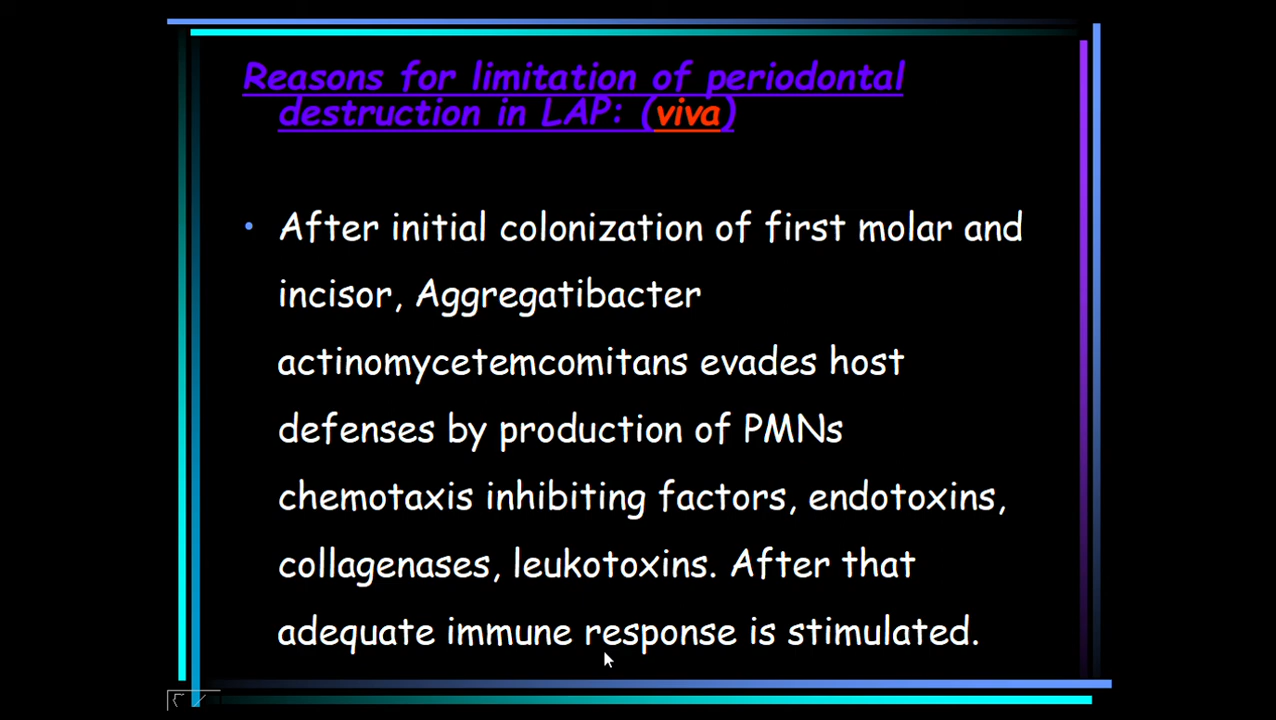 Reasons for limitation of periodontal
destruction in LAP: (viva)
• After initial colonization of first molar and
incisor, Aggregatibacter
actinomycetemcomitans evades host
defenses by production of PMNs
chemotaxis inhibiting factors, endotoxins,
collagenases, leukotoxins. After that
adequate immune response is stimulated.